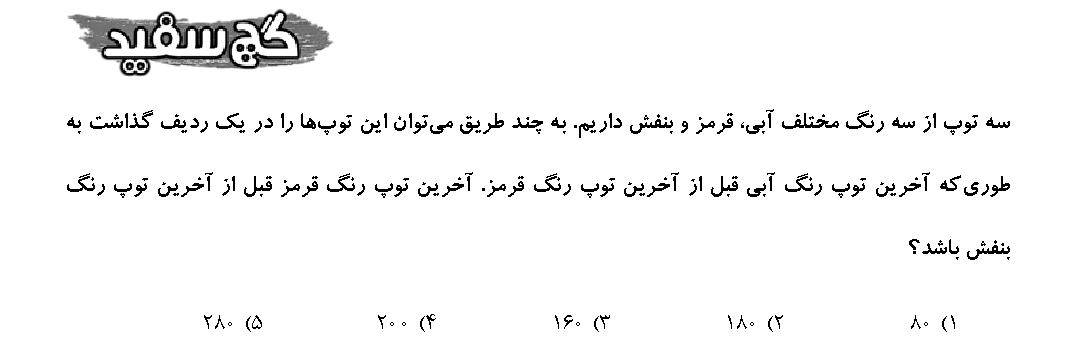 گچ سفید
سه توپ از سه رنگ مختلف آبی، قرمز و بنفش داریم. به چند طریق می‌توان این توپ‌ها را در یک ردیف گذاشت به
طوری‌که آخرین توپ رنگ آبی قبل از آخرین توپ رنگ قرمز. آخرین توپ رنگ قرمز قبل از آخرین توپ رنگ
بنفش باشد؟
۱) ۸۰ ۲) ۱۸۰ ۳) ۱۶۰ ۴) ۲۰۰ ۵) ۲۸۰